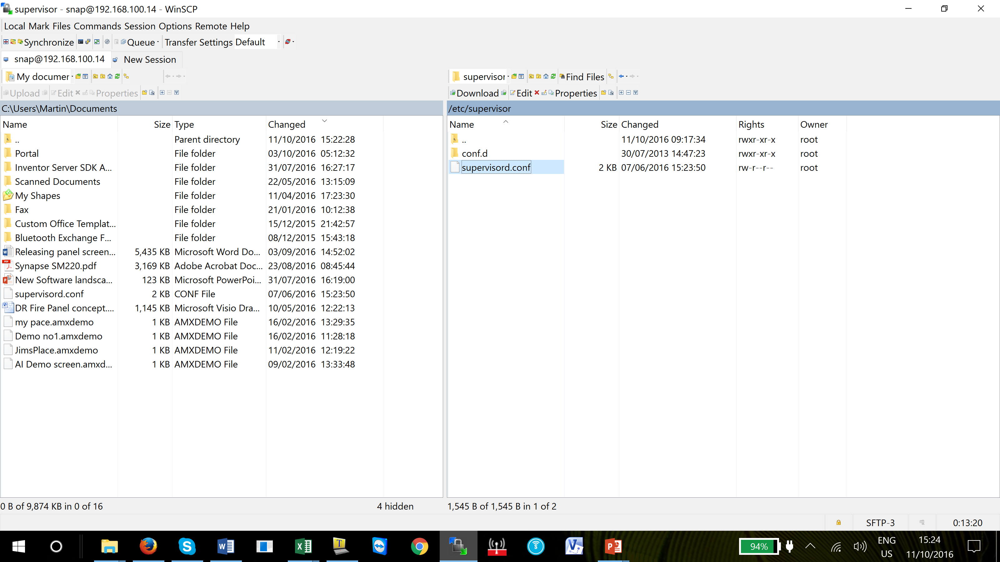 supervisor - snap@192.168.100.14 - WinSCP
Local Mark Files Commands Session Options Remote Help
Synchronize Queue Transfer Settings Default
snap@192.168.100.14 New Session
My documer supervisor Find Files
Upload Edit Properties Download Edit Properties
C:\Users\Martin\Documents
Name Size Type Changed
.. Parent directory 11/10/2016 15:22:28
Portal File folder 03/10/2016 05:12:32
Inventor Server SDK A... File folder 31/07/2016 16:27:17
Scanned Documents File folder 22/05/2016 13:15:09
My Shapes File folder 11/04/2016 17:23:30
Fax File folder 21/01/2016 10:12:38
Custom Office Templat... File folder 15/12/2015 21:42:57
Bluetooth Exchange F... File folder 08/12/2015 15:43:18
Releasing panel screen... 5,435 KB Microsoft Word Do... 03/09/2016 14:52:02
Synapse SM220.pdf 3,169 KB Adobe Acrobat Doc... 23/08/2016 08:45:44
New Software landsca... 123 KB Microsoft PowerPoi... 31/07/2016 16:19:00
supervisord.conf 2 KB CONF File 07/06/2016 15:23:50
DR Fire Panel concept.... 1,145 KB Microsoft Visio Dra... 10/05/2016 12:22:13
my pace.amxdemo 1 KB AMXDEMO File 16/02/2016 13:29:35
Demo no1.amxdemo 1 KB AMXDEMO File 16/02/2016 11:28:18
JimsPlace.amxdemo 1 KB AMXDEMO File 11/02/2016 12:19:22
AI Demo screen.amxd... 1 KB AMXDEMO File 09/02/2016 13:33:48
0 B of 9,874 KB in 0 of 16 4 hidden
/etc/supervisor
Name Size Changed Rights Owner
.. 11/10/2016 09:17:34 rwxr-xr-x root
conf.d 30/07/2013 14:47:23 rwxr-xr-x root
supervisord.conf 2 KB 07/06/2016 15:23:50 rw-r--r-- root
1,545 B of 1,545 B in 1 of 2
SFTP-3 0:13:20
94% ENG 15:24
US 11/10/2016